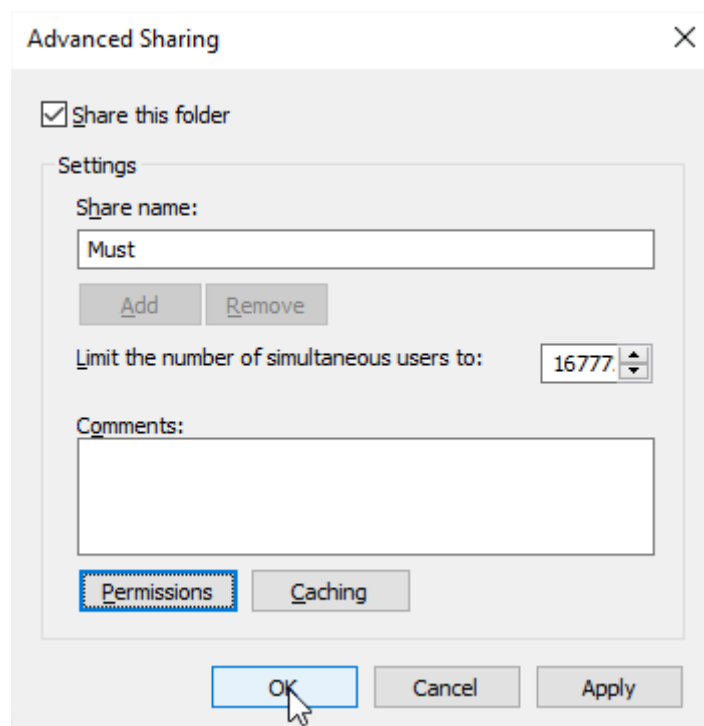 Advanced Sharing
Share this folder
Settings
Share name:
Must
Add Remove
Limit the number of simultaneous users to: 16777
Comments:
Permissions Caching
OK Cancel Apply